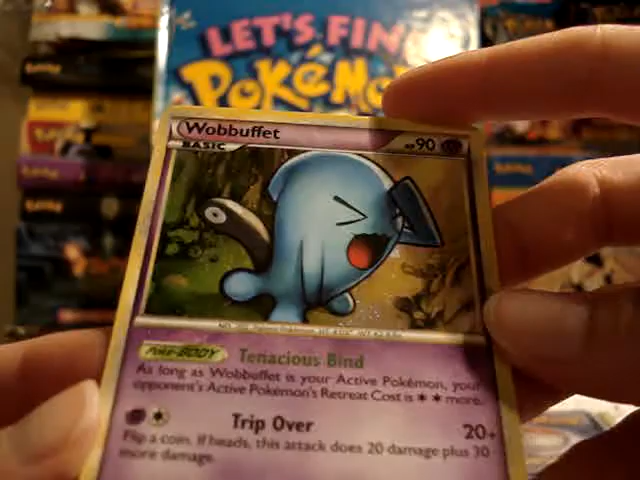 LET'S FIN
POKéMO
Wobbuffet
BASIC
HP90
POKé-BODY
Tenacious Bind
As long as Wobbuffet is your Active Pokémon, your
opponent's Active Pokémon's Retreat Cost is more.
Trip Over
20+
Flip a coin. If heads, this attack does 20 damage plus 30
more damage.